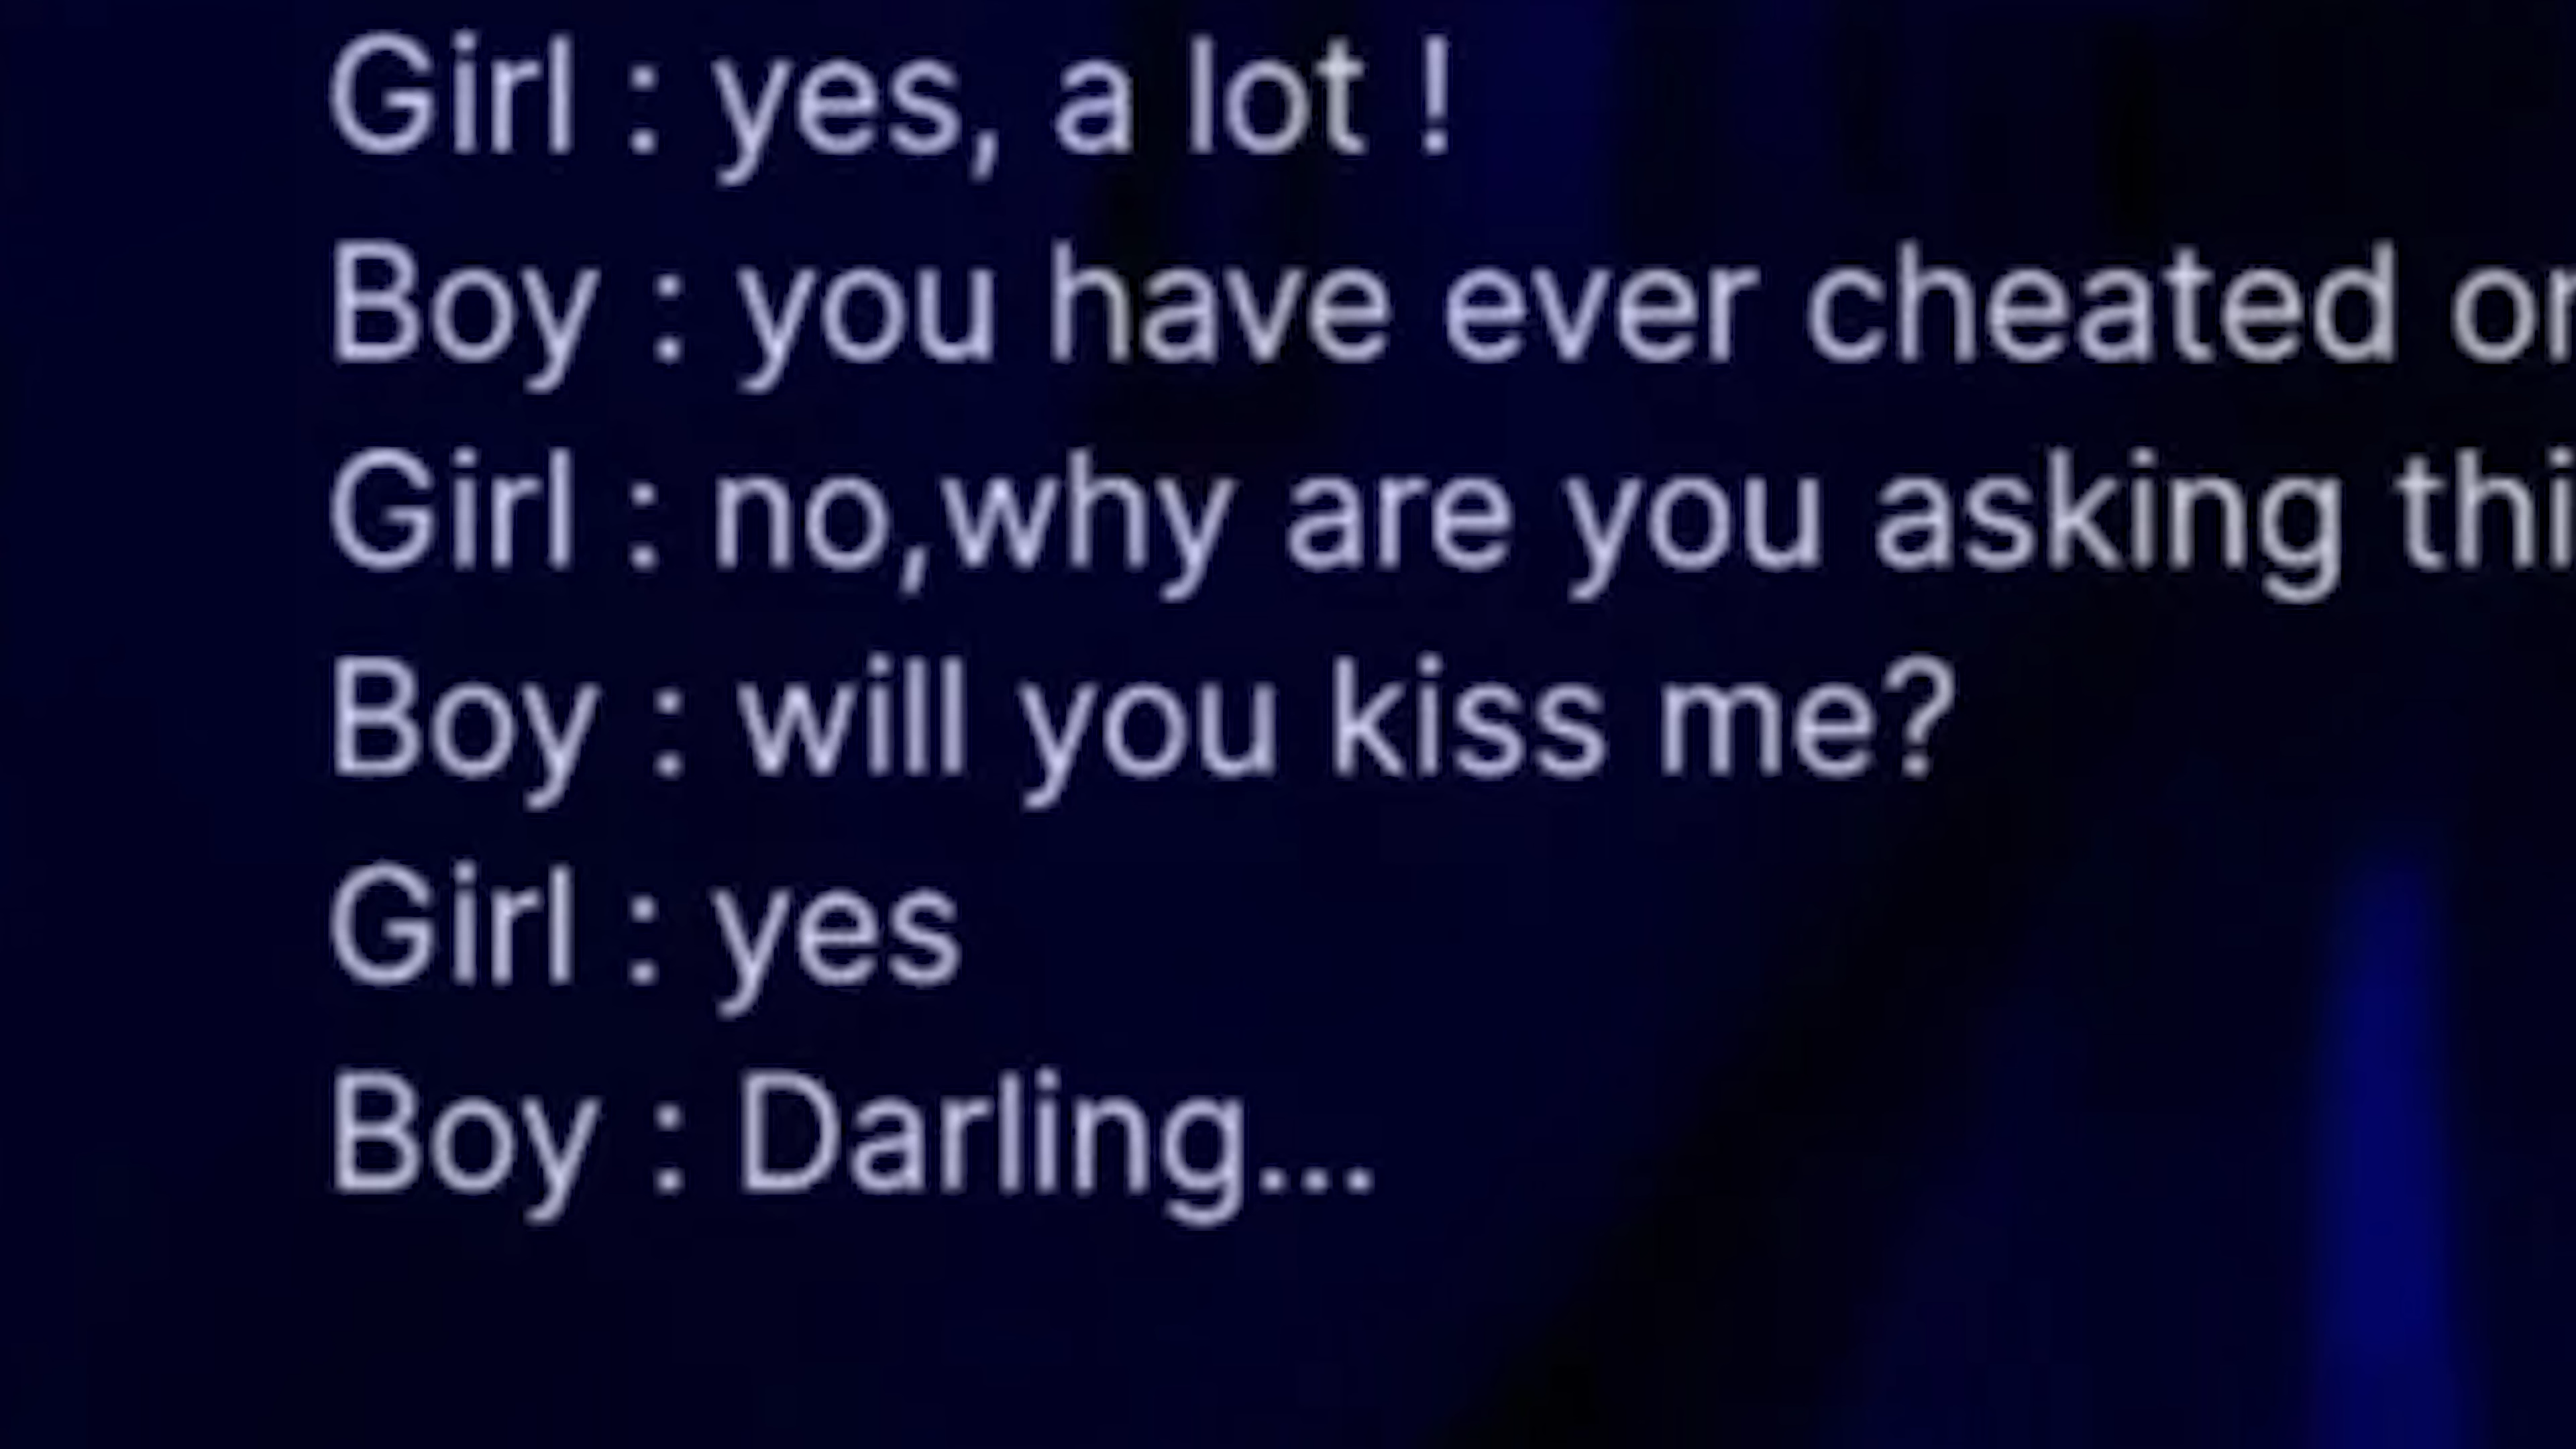 Girl : yes, a lot !
Boy : you have ever cheated
Girl : no,why are you asking
Boy : will you kiss me?
Girl : yes
Boy : Darling...